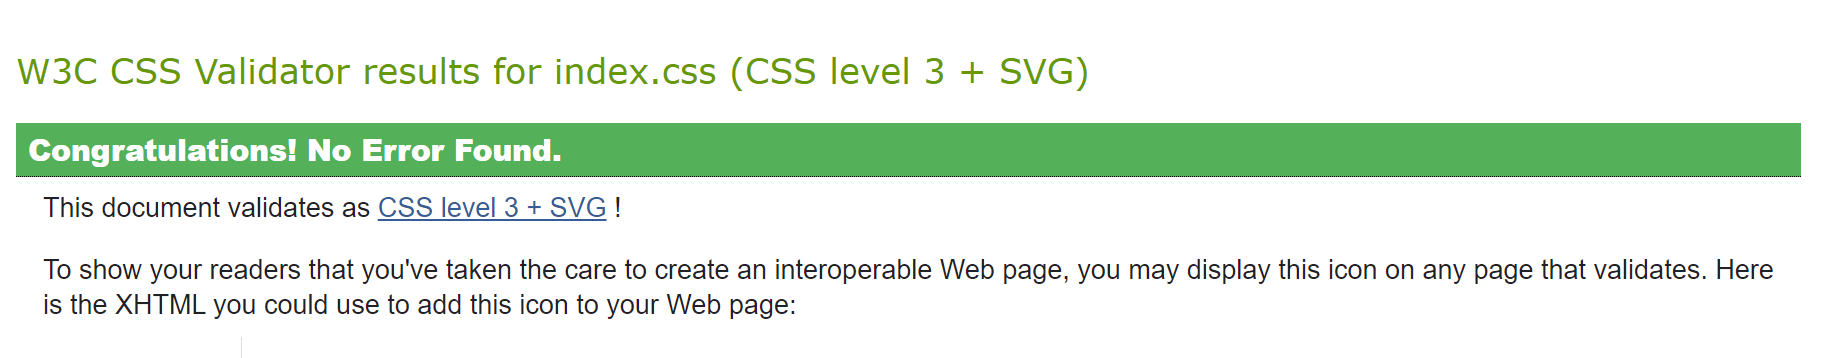 W3C CSS Validator results for index.css (CSS level 3 + SVG)
Congratulations! No Error Found.
This document validates as CSS level 3 + SVG !
To show your readers that you've taken the care to create an interoperable Web page, you may display this icon on any page that validates. Here
is the XHTML you could use to add this icon to your Web page: